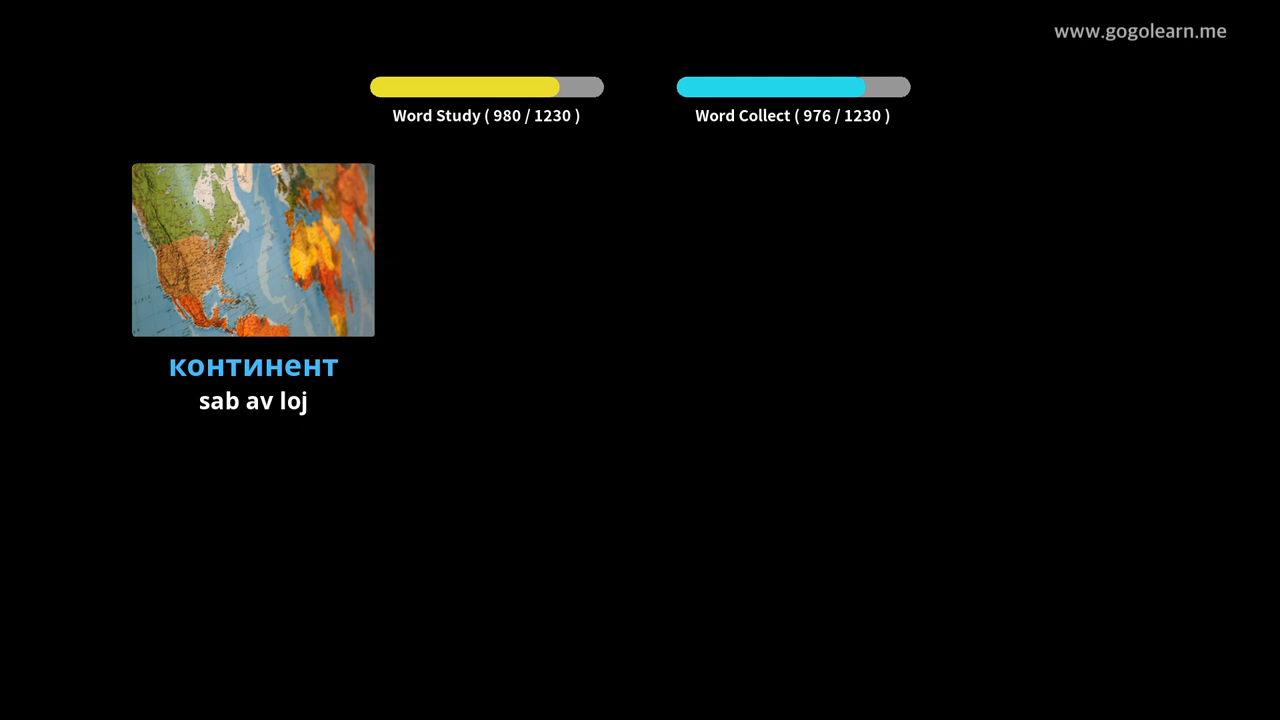 www.gogolearn.me
Word Study ( 980 / 1230 )
Word Collect ( 976 / 1230 )
континент
sab av loj